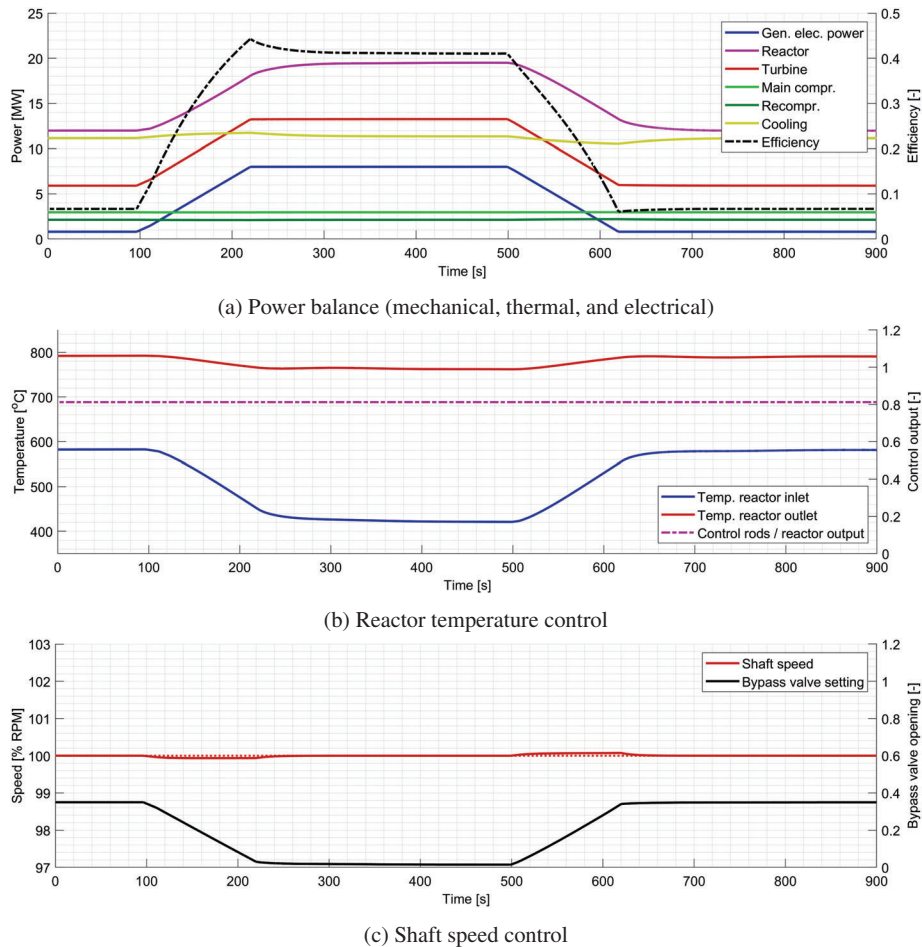 25
20
15
10
5
0
Power [MW]
0.5
0.4
0.3
0.2
0.1
0
Efficiency [-]
Gen. elec. power
Reactor
Turbine
Main compr.
Recompr.
Cooling
Efficiency
0 100 200 300 400 500 600 700 800 900
Time [s]
(a) Power balance (mechanical, thermal, and electrical)
800
700
600
500
400
Temperature [°C]
1.2
1
0.8
0.6
0.4
0.2
0
Control output [-]
Temp. reactor inlet
Temp. reactor outlet
Control rods / reactor output
0 100 200 300 400 500 600 700 800 900
Time [s]
(b) Reactor temperature control
103
102
101
100
99
98
97
Speed [% RPM]
1.2
1
0.8
0.6
0.4
0.2
0
Bypass valve opening [-]
Shaft speed
Bypass valve setting
0 100 200 300 400 500 600 700 800 900
Time [s]
(c) Shaft speed control